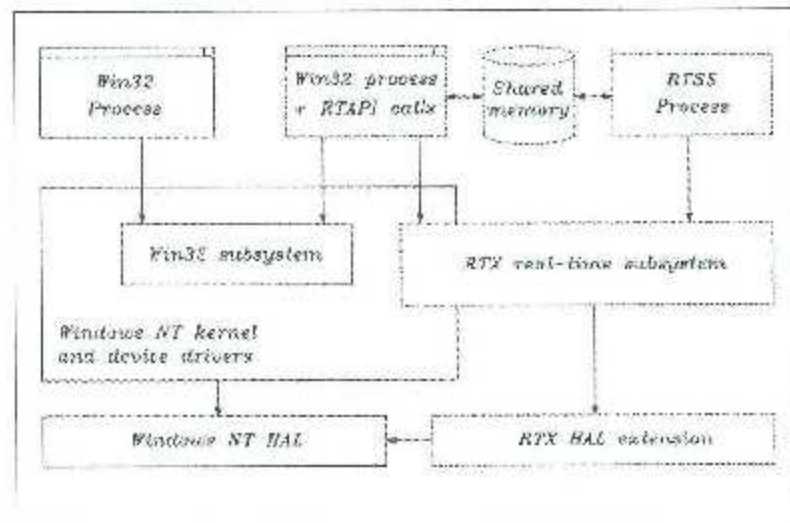 Win32
Process
Win32 process
+ RTAPI calls
Shared
memory
RTSS
Process
Win32 subsystem
RTX real-time subsystem
Windows NT kernel
and device drivers
Windows NT HAL
RTX HAL extension